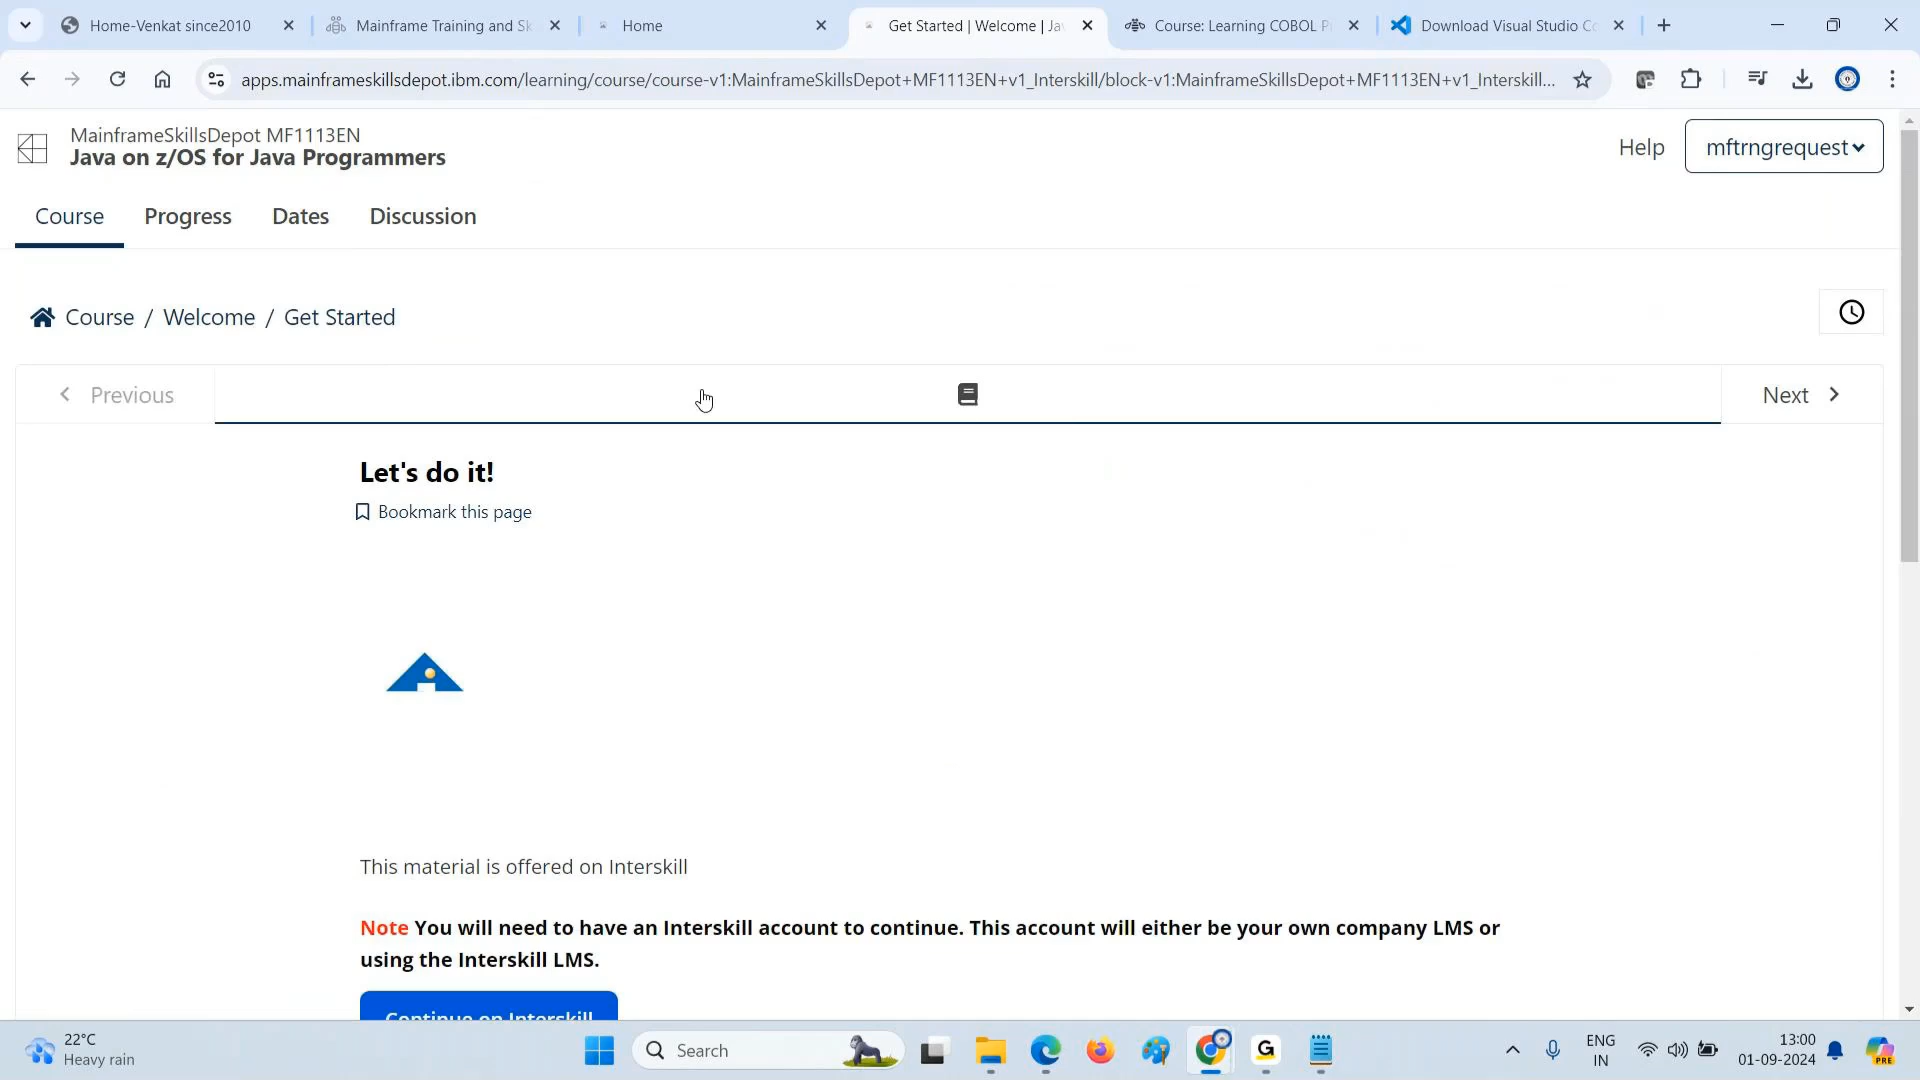 Home-Venkat since2010
Mainframe Training and Sk
Home
Get Started | Welcome | Ja
Course: Learning COBOL P
Download Visual Studio Co
apps.mainframeskillsdepot.ibm.com/learning/course/course-v1:MainframeSkillsDepot+MF1113EN+v1_Interskill/block-v1:MainframeSkillsDepot+MF1113EN+v1_Interskill...
MainframeSkillsDepot MF1113EN
Java on z/OS for Java Programmers
Help
mftrngrequest
Course
Progress
Dates
Discussion
Course / Welcome / Get Started
Previous
Next
Let's do it!
Bookmark this page
This material is offered on Interskill
Note You will need to have an Interskill account to continue. This account will either be your own company LMS or
using the Interskill LMS.
Continue on Interskill
22°C
Heavy rain
Search
ENG
IN
13:00
01-09-2024
PRE